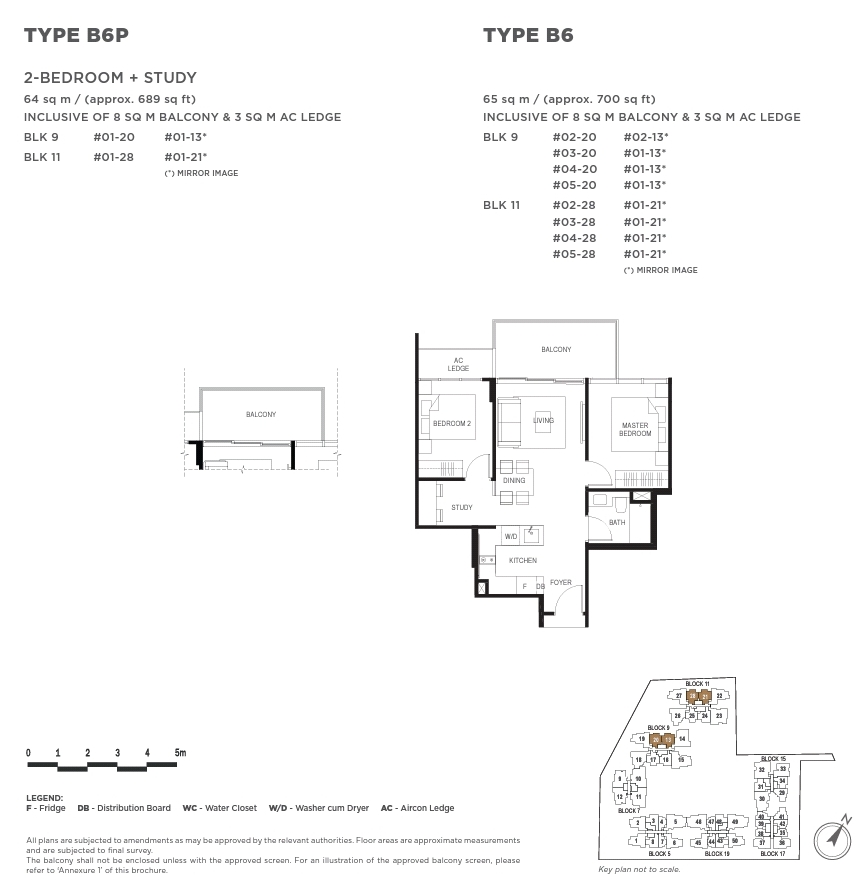 TYPE B6P
2-BEDROOM + STUDY
64 sq m / (approx. 689 sq ft)
INCLUSIVE OF 8 SQ M BALCONY & 3 SQ M AC LEDGE
BLK 9 #01-20 #01-13*
BLK 11 #01-28 #01-21*
(*) MIRROR IMAGE
TYPE B6
65 sq m / (approx. 700 sq ft)
INCLUSIVE OF 8 SQ M BALCONY & 3 SQ M AC LEDGE
BLK 9 #02-20 #02-13*
#03-20 #01-13*
#04-20 #01-13*
#05-20 #01-13*
BLK 11 #02-28 #01-21*
#03-28 #01-21*
#04-28 #01-21*
#05-28 #01-21*
(*) MIRROR IMAGE
BALCONY
BALCONY
AC
LEDGE
BEDROOM 2
LIVING
MASTER
BEDROOM
DINING
STUDY
BATH
W/D
KITCHEN
F
DB
FOYER
0 1 2 3 4 5m
LEGEND:
F - Fridge DB - Distribution Board WC - Water Closet W/D - Washer cum Dryer AC - Aircon Ledge
All plans are subjected to amendments as may be approved by the relevant authorities. Floor areas are approximate measurements
and are subjected to final survey.
The balcony shall not be enclosed unless with the approved screen. For an illustration of the approved balcony screen, please
refer to 'Annexure 1' of this brochure.
BLOCK 11
27 28 21 22
26 25 24 23
BLOCK 9
19 20 13 14
18 17 16 15
9 10
12 11
BLOCK 7
2 3 4 5
1 8 7 6
BLOCK 5
46 47 48 49
45 44 43 50
BLOCK 19
BLOCK 15
32 33
31 34
29
30
40 41
39 42
38 35
37 36
BLOCK 17
N
Key plan not to scale.